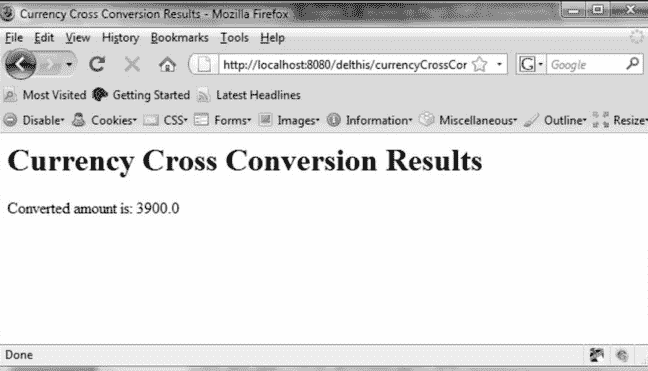 Currency Cross Conversion Results - Mozilla Firefox
File Edit View History Bookmarks Tools Help
http://localhost:8080/delthis/currencyCrossCor G Google
Most Visited Getting Started Latest Headlines
Disable Cookies CSS Forms Images Information Miscellaneous Outline Resize
Currency Cross Conversion Results
Converted amount is: 3900.0
Done